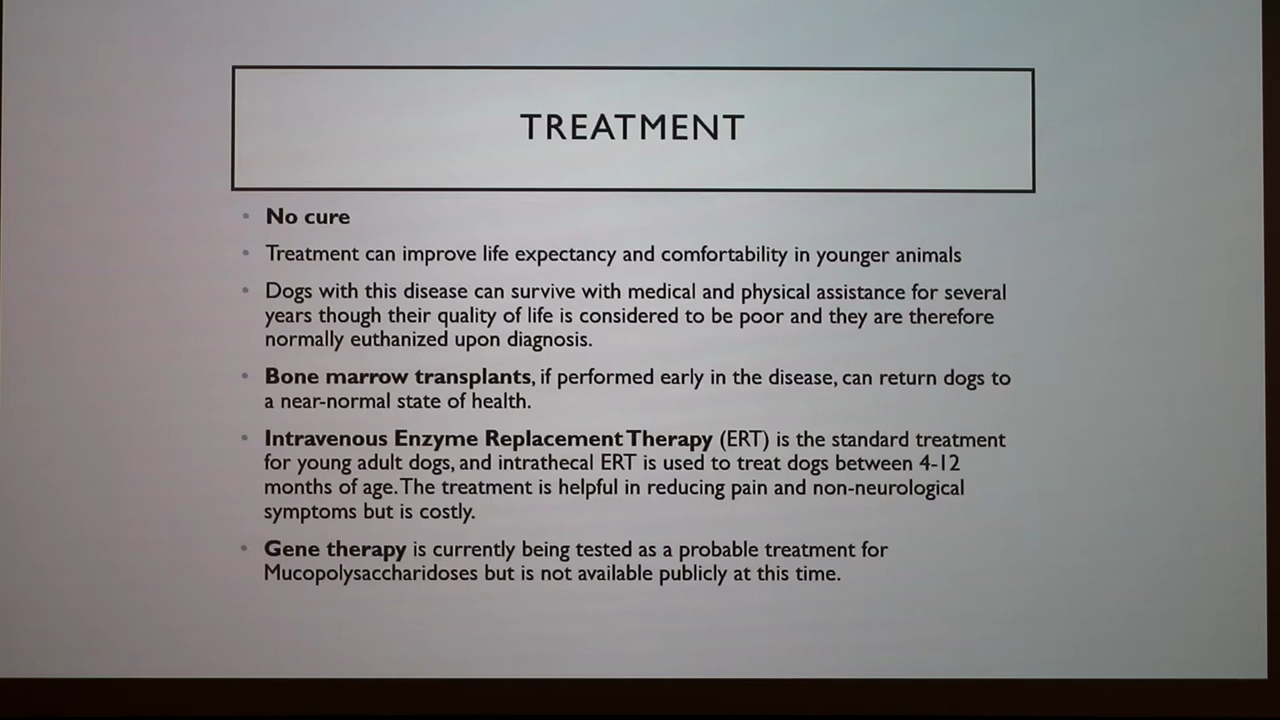 TREATMENT
• No cure
• Treatment can improve life expectancy and comfortability in younger animals
• Dogs with this disease can survive with medical and physical assistance for several
years though their quality of life is considered to be poor and they are therefore
normally euthanized upon diagnosis.
• Bone marrow transplants, if performed early in the disease, can return dogs to
a near-normal state of health.
• Intravenous Enzyme Replacement Therapy (ERT) is the standard treatment
for young adult dogs, and intrathecal ERT is used to treat dogs between 4-12
months of age. The treatment is helpful in reducing pain and non-neurological
symptoms but is costly.
• Gene therapy is currently being tested as a probable treatment for
Mucopolysaccharidoses but is not available publicly at this time.